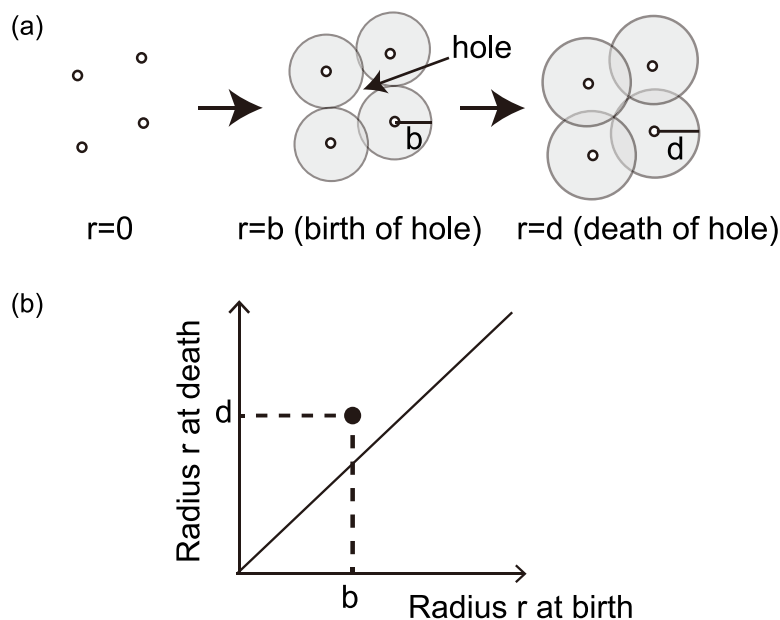 (a)
hole
b
d
r=0
r=b (birth of hole)
r=d (death of hole)
(b)
Radius r at death
d
b
Radius r at birth